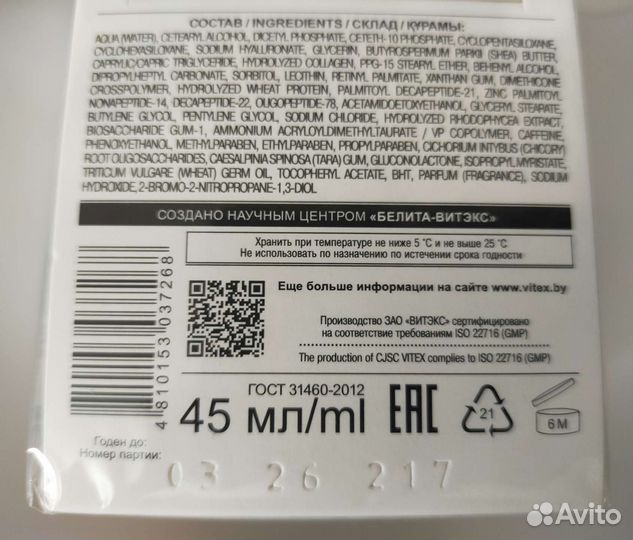 СОСТАВ / INGREDIENTS / СКЛАД / ҚҰРАМЫ:
AQUA (WATER), CETEARYL ALCOHOL, DICETYL PHOSPHATE, CETETH-10 PHOSPHATE, CYCLOPENTASILOXANE,
CYCLOHEXASILOXANE, SODIUM HYALURONATE, GLYCERIN, BUTYROSPERMUM PARKII (SHEA) BUTTER,
CAPRYLIC/CAPRIC TRIGLYCERIDE, HYDROLYZED COLLAGEN, PPG-15 STEARYL ETHER, BEHENYL ALCOHOL,
DIPROPYLHEPTYL CARBONATE, SORBITOL, LECITHIN, RETINYL PALMITATE, XANTHAN GUM, DIMETHICONE
CROSSPOLYMER, HYDROLYZED WHEAT PROTEIN, PALMITOYL DECAPEPTIDE-21, ZINC PALMITOYL
NONAPEPTIDE-14, DECAPEPTIDE-22, OLIGOPEPTIDE-78, ACETAMIDOETOXYETHANOL, GLYCERYL STEARATE,
BUTYLENE GLYCOL, PENTYLENE GLYCOL, SODIUM CHLORIDE, HYDROLYZED RHODOPHYCEA EXTRACT,
BIOSACCHARIDE GUM-1, AMMONIUM ACRYLOYLDIMETHYLTAURATE / VP COPOLYMER, CAFFEINE,
PHENOXYETHANOL, METHYLPARABEN, ETHYLPARABEN, PROPYLPARABEN, CICHORIUM INTYBUS (CHICORY)
ROOT OLIGOSACCHARIDES, CAESALPINIA SPINOSA (TARA) GUM, GLUCONOLACTONE, ISOPROPYL MYRISTATE,
TRITICUM VULGARE (WHEAT) GERM OIL, TOCOPHERYL ACETATE, BHT, PARFUM (FRAGRANCE), SODIUM
HYDROXIDE, 2-BROMO-2-NITROPROPANE-1,3-DIOL
СОЗДАНО НАУЧНЫМ ЦЕНТРОМ «БЕЛИТА-ВИТЭКС»
Хранить при температуре не ниже 5 °С и не выше 25 °С
Не использовать по назначению по истечении срока годности
Еще больше информации на сайте www.vitex.by
Производство ЗАО «ВИТЭКС» сертифицировано
на соответствие требованиям ISO 22716 (GMP)
The production of CJSC VITEX complies to ISO 22716 (GMP)
4 810153 037268
ГОСТ 31460-2012
45 мл/ml
EAC
21
6 M
Годен до:
Номер партии:
03 26 217
Avito